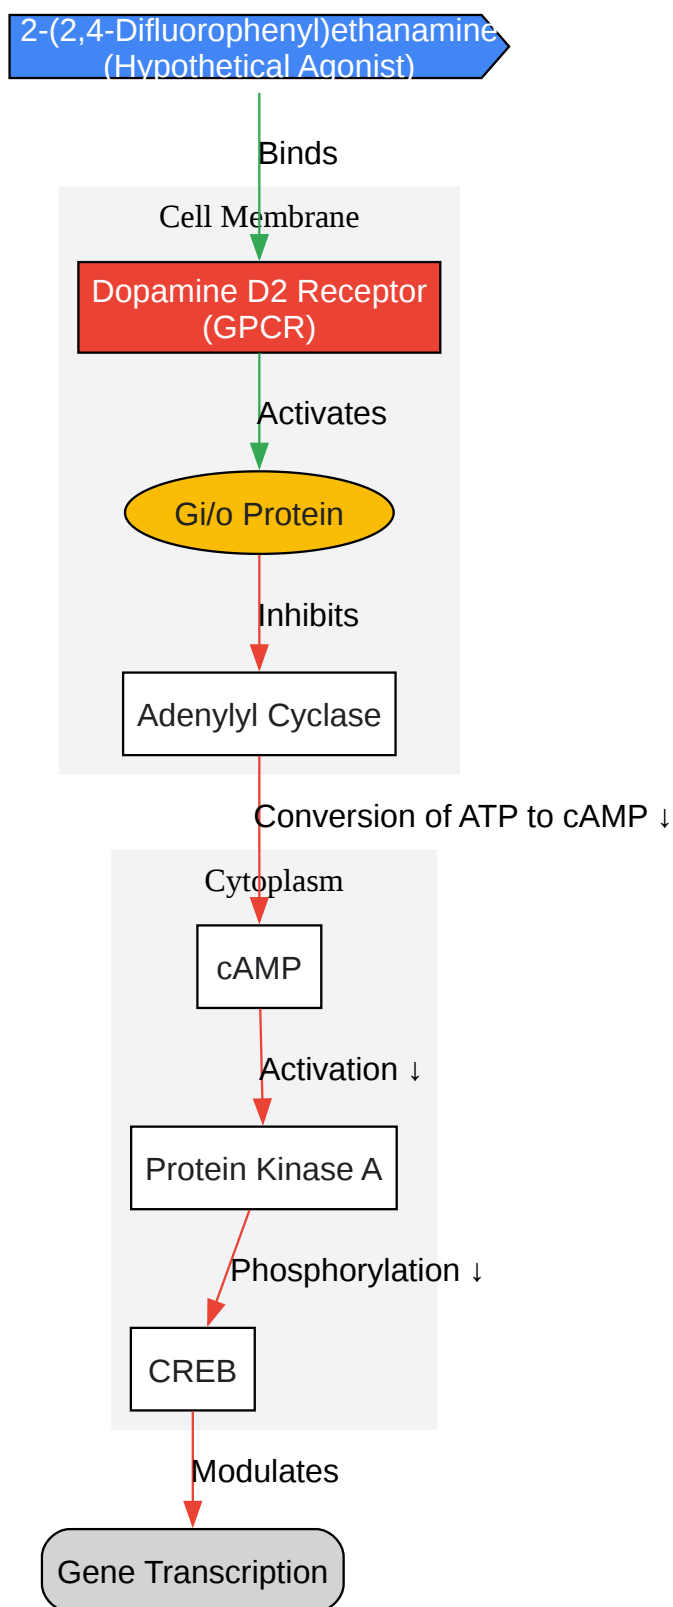 2-(2,4-Difluorophenyl)ethanamine
(Hypothetical Agonist)
Binds
Cell Membrane
Dopamine D2 Receptor
(GPCR)
Activates
Gi/o Protein
Inhibits
Adenylyl Cyclase
Conversion of ATP to cAMP ↓
Cytoplasm
cAMP
Activation ↓
Protein Kinase A
Phosphorylation ↓
CREB
Modulates
Gene Transcription